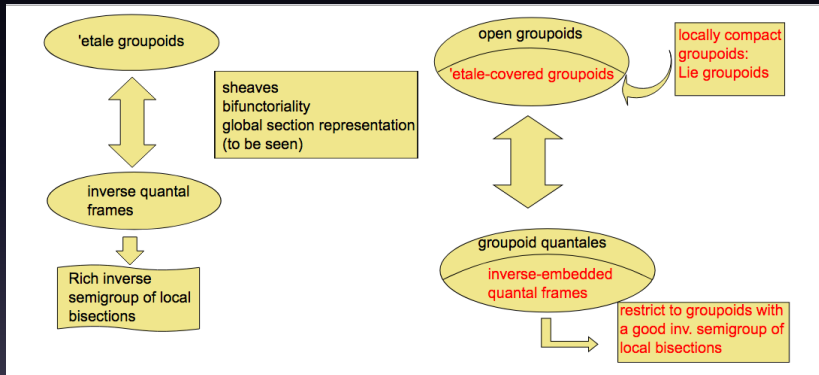 'etale groupoids
sheaves
bifunctoriality
global section representation
(to be seen)
inverse quantal
frames
Rich inverse
semigroup of local
bisections
open groupoids
'etale-covered groupoids
locally compact
groupoids:
Lie groupoids
groupoid quantales
inverse-embedded
quantal frames
restrict to groupoids with
a good inv. semigroup of
local bisections